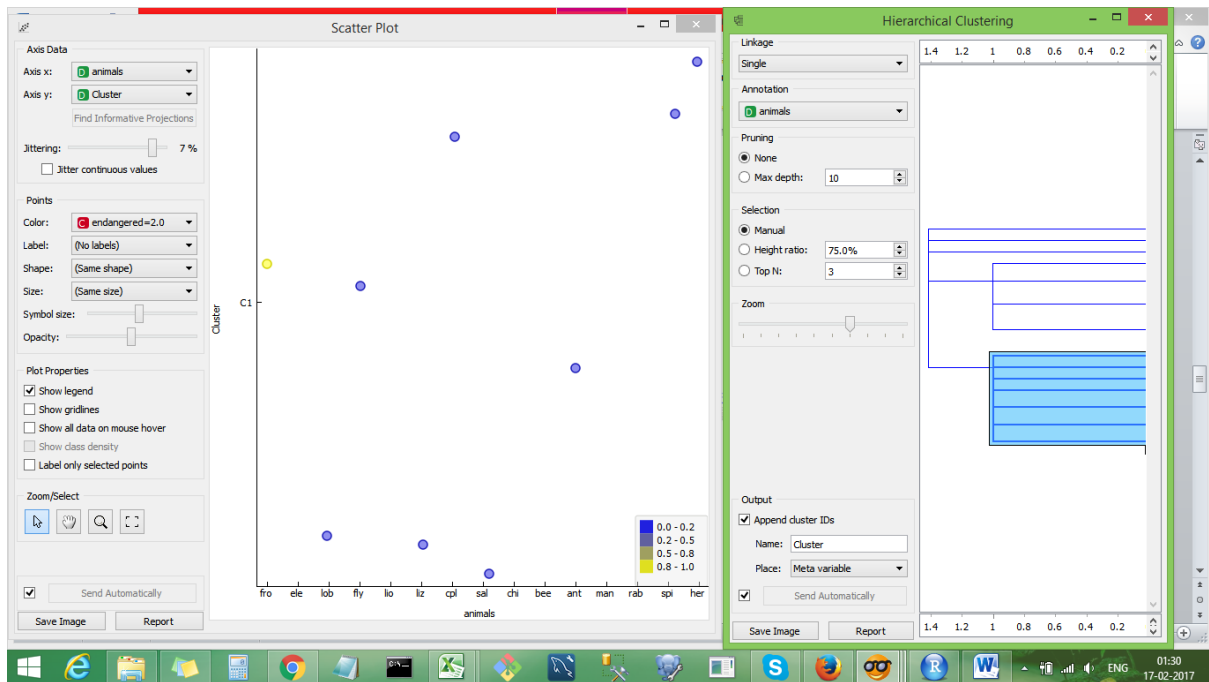 Scatter Plot
Axis Data
Axis x: animals
Axis y: Cluster
Find Informative Projections
Jittering: 7 %
Jitter continuous values
Points
Color: endangered=2.0
Label: (No labels)
Shape: (Same shape)
Size: (Same size)
Symbol size:
Opacity:
Plot Properties
Show legend
Show gridlines
Show all data on mouse hover
Show class density
Label only selected points
Zoom/Select
Send Automatically
Save Image Report
Cluster
C1
0.0 - 0.2
0.2 - 0.5
0.5 - 0.8
0.8 - 1.0
fro ele lob fly lio liz cpl sal chi bee ant man rab spi her
animals
Hierarchical Clustering
Linkage
Single
Annotation
animals
Pruning
None
Max depth: 10
Selection
Manual
Height ratio: 75.0%
Top N: 3
Zoom
Output
Append cluster IDs
Name: Cluster
Place: Meta variable
Send Automatically
Save Image Report
1.4 1.2 1 0.8 0.6 0.4 0.2
1.4 1.2 1 0.8 0.6 0.4 0.2
ENG 01:30
17-02-2017